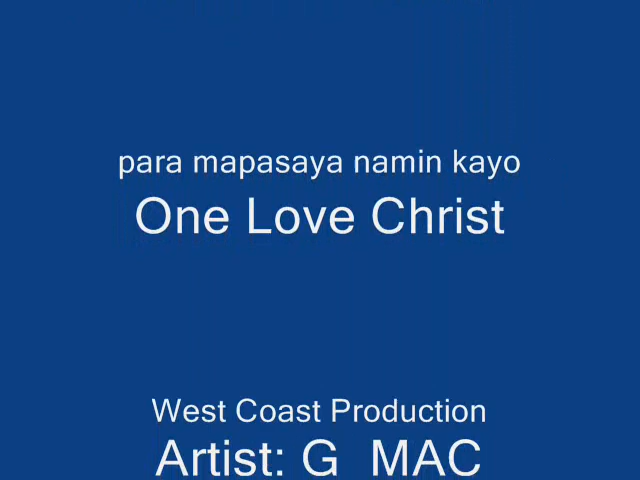 para mapasaya namin kayo
One Love Christ
West Coast Production
Artist: G  MAC